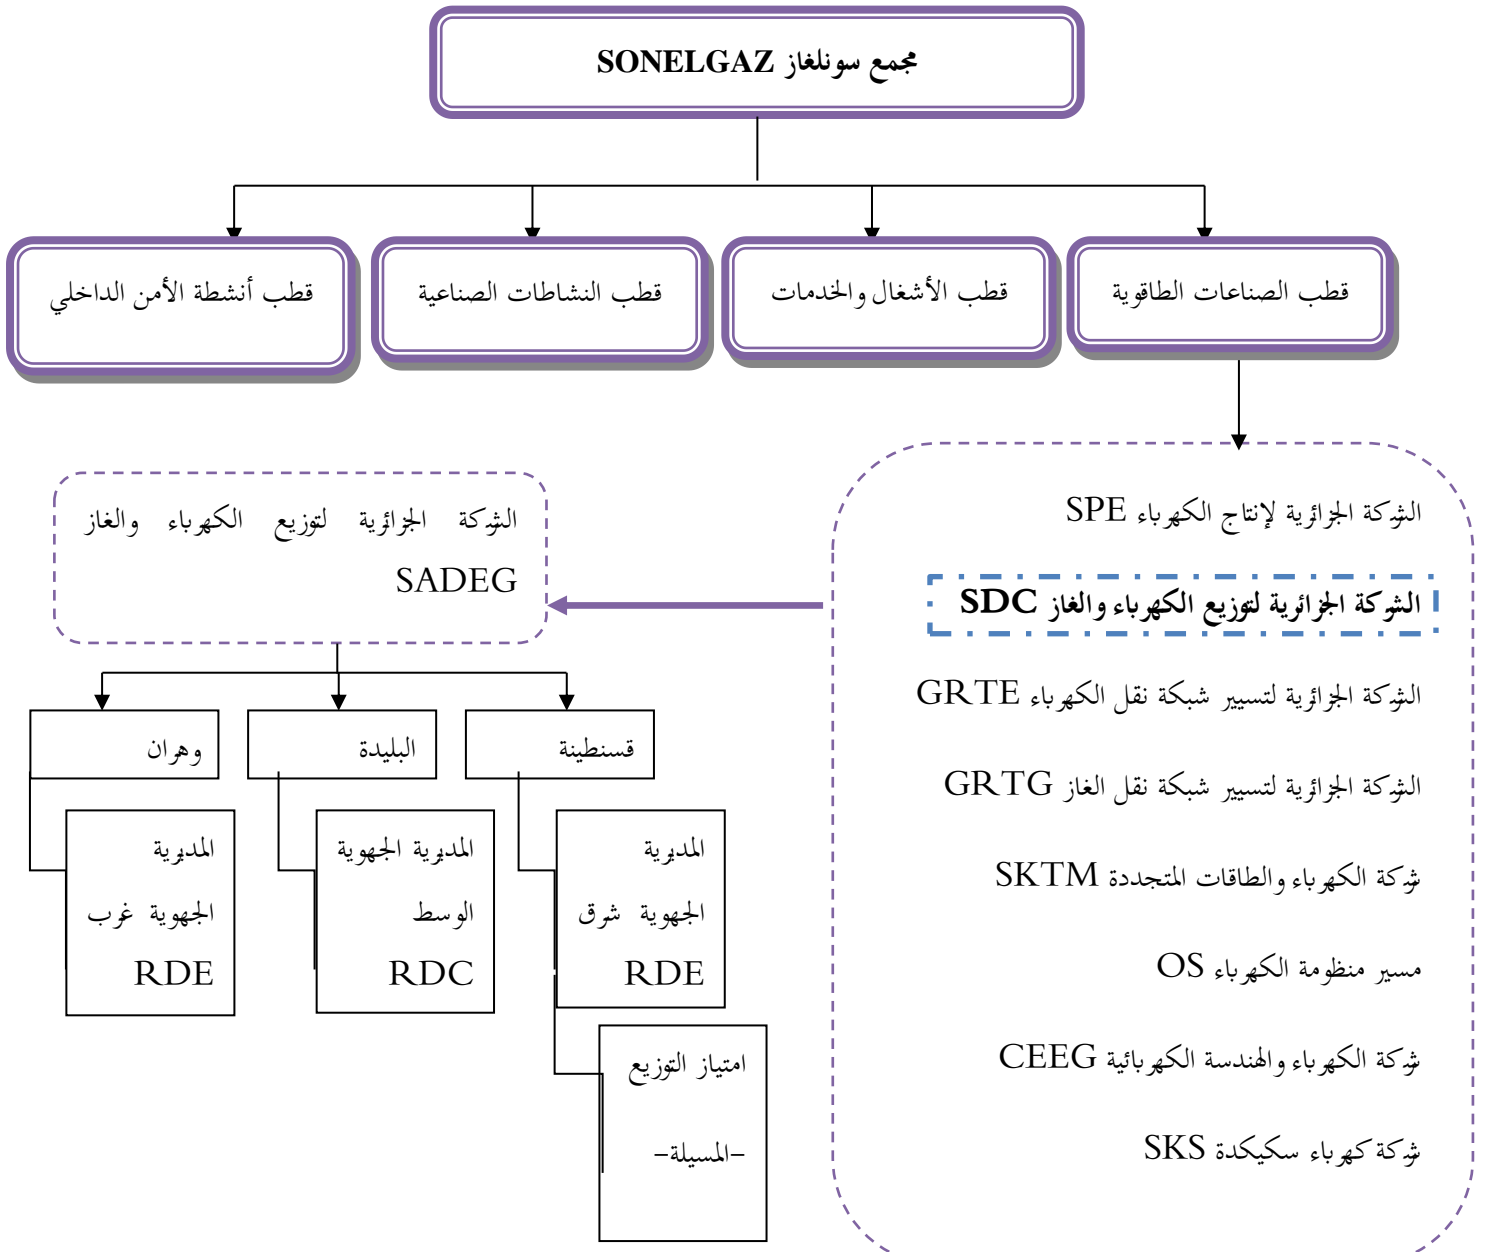 مجمع سونلغاز SONELGAZ
قطب الصناعات الطاقوية
قطب الأشغال والخدمات
قطب النشاطات الصناعية
قطب أنشطة الأمن الداخلي
الشركة الجزائرية لإنتاج الكهرباء SPE
الشركة الجزائرية لتوزيع الكهرباء والغاز SDC
الشركة الجزائرية لتسيير شبكة نقل الكهرباء GRTE
الشركة الجزائرية لتسيير شبكة نقل الغاز GRTG
شركة الكهرباء والطاقات المتجددة SKTM
مسير منظومة الكهرباء OS
شركة الكهرباء والهندسة الكهربائية CEEG
شركة كهرباء سكيكدة SKS
الشركة الجزائرية لتوزيع الكهرباء والغاز
SADEG
قسنطينة
البليدة
وهران
المديرية
الجهوية شرق
RDE
المديرية الجهوية
الوسط
RDC
المديرية
الجهوية غرب
RDE
امتياز التوزيع
-المسيلة-